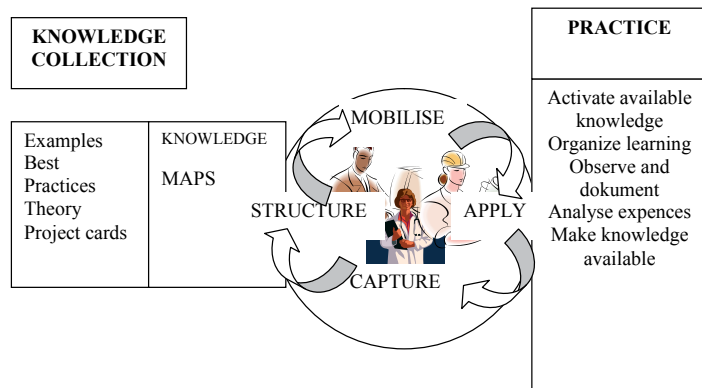 KNOWLEDGE
COLLECTION
PRACTICE
Examples
Best
Practices
Theory
Project cards
KNOWLEDGE
MAPS
MOBILISE
STRUCTURE
APPLY
CAPTURE
Activate available
knowledge
Organize learning
Observe and
dokument
Analyse expences
Make knowledge
available